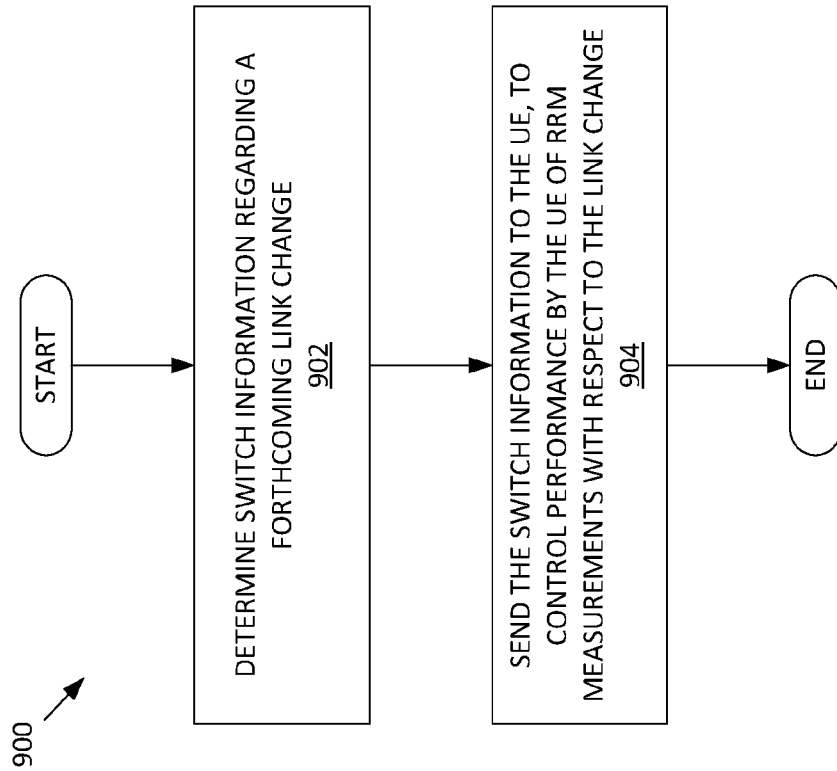 900
START
DETERMINE SWITCH INFORMATION REGARDING A
FORTHCOMING LINK CHANGE
902
SEND THE SWITCH INFORMATION TO THE UE, TO
CONTROL PERFORMANCE BY THE UE OF RRM
MEASUREMENTS WITH RESPECT TO THE LINK CHANGE
904
END